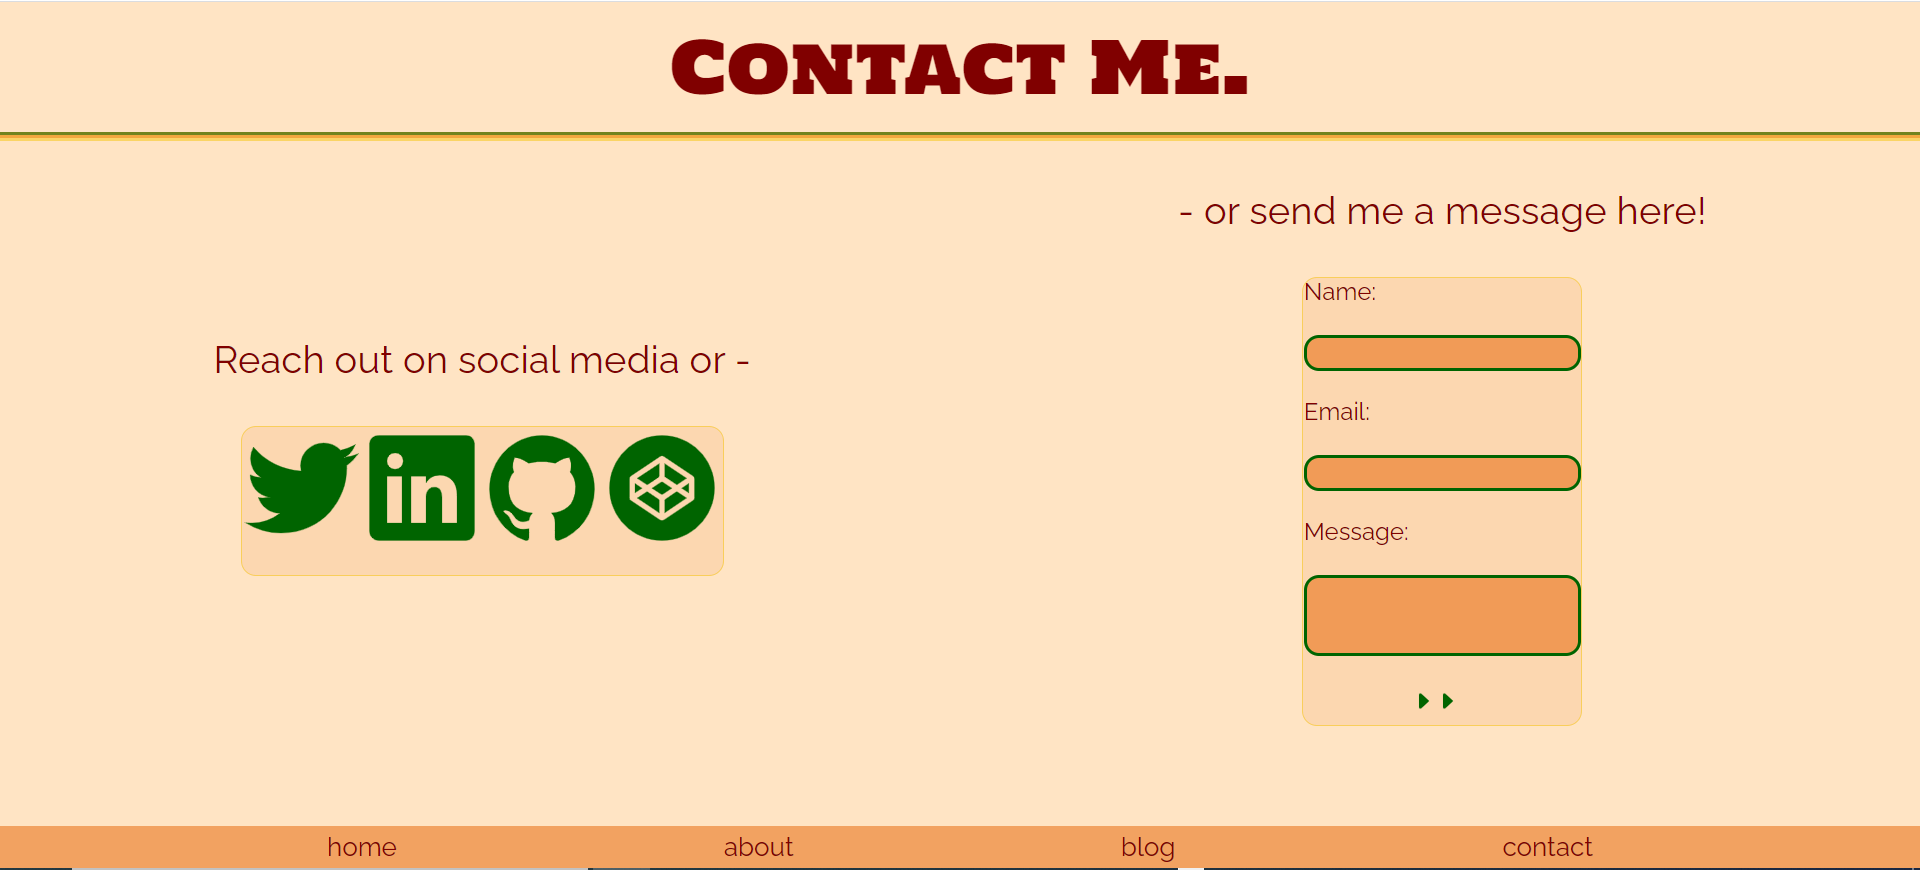 Contact Me.
Reach out on social media or -
- or send me a message here!
Name:
Email:
Message:
home about blog contact